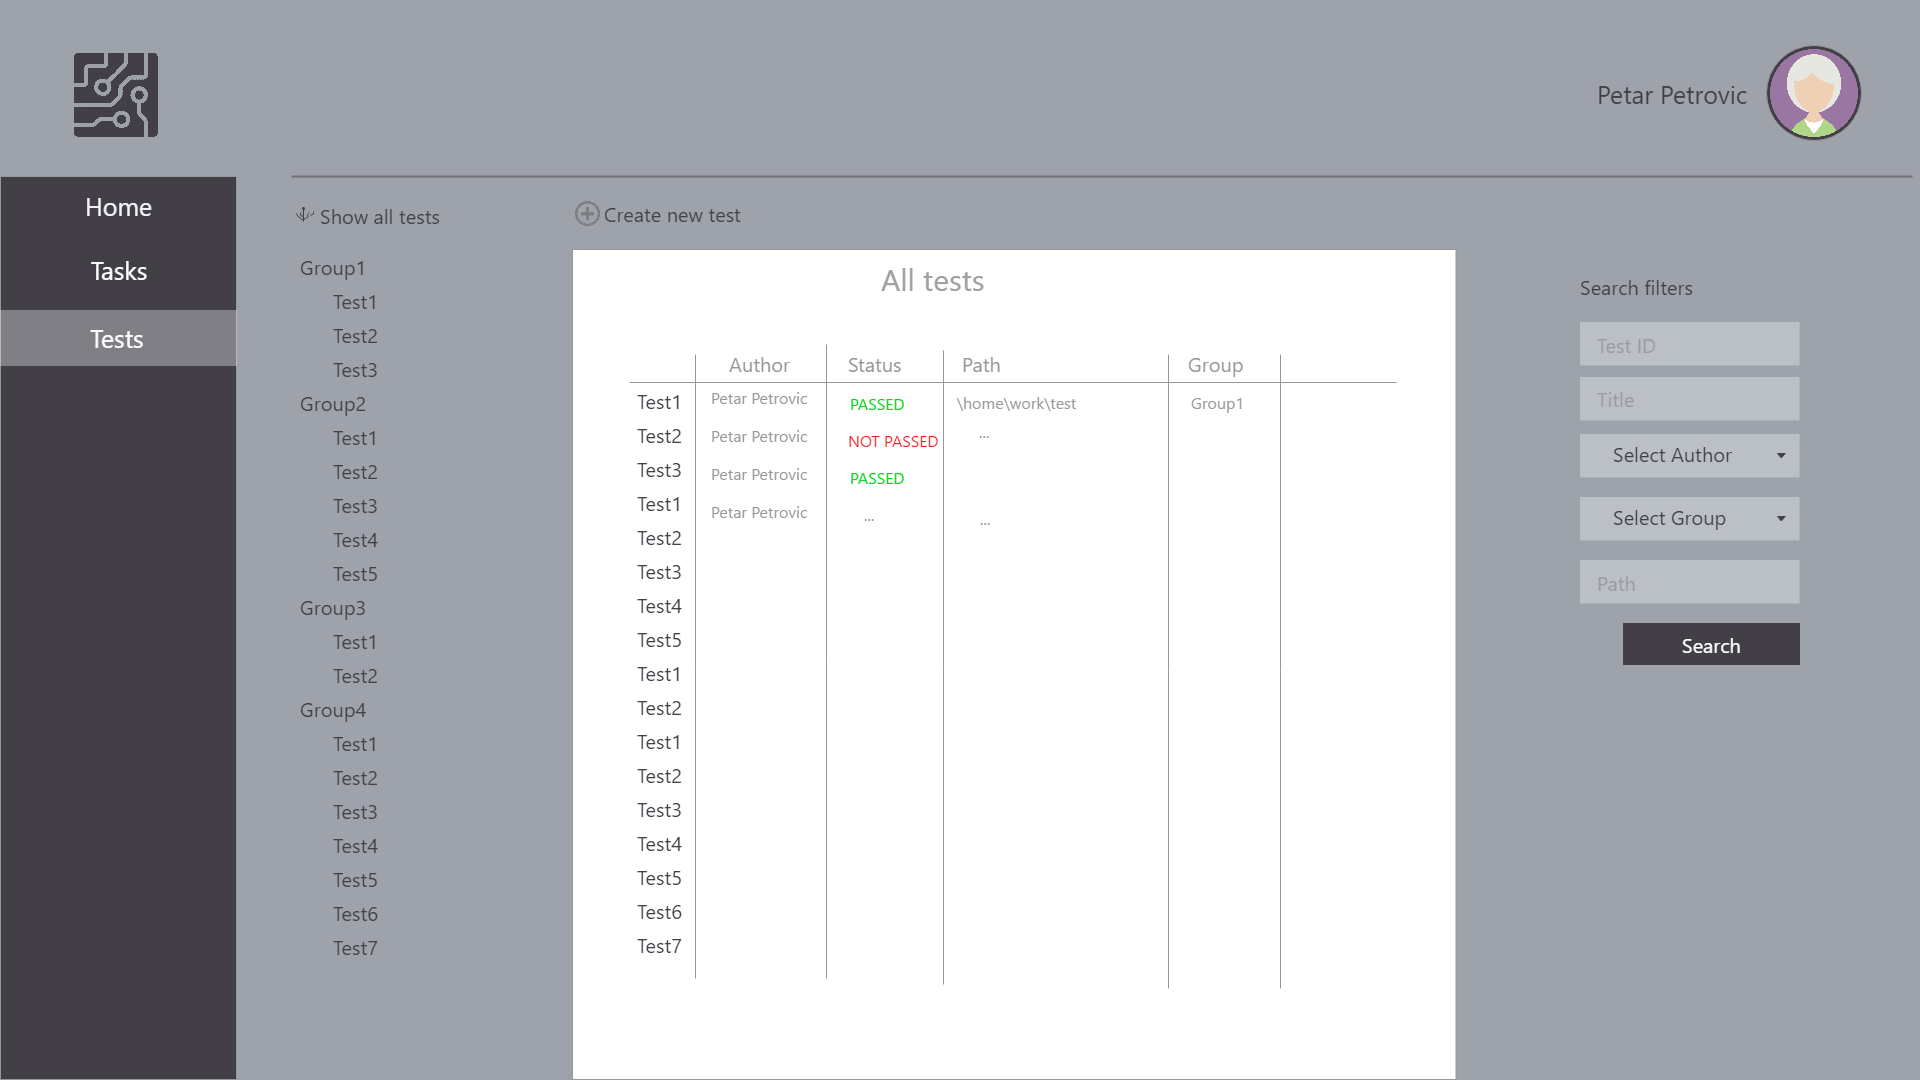 Petar Petrovic
Home
Tasks
Tests
Show all tests
Group1
Test1
Test2
Test3
Group2
Test1
Test2
Test3
Test4
Test5
Group3
Test1
Test2
Group4
Test1
Test2
Test3
Test4
Test5
Test6
Test7
Create new test
All tests
Author Status Path Group
Test1 Petar Petrovic PASSED \home\work\test Group1
Test2 Petar Petrovic NOT PASSED ...
Test3 Petar Petrovic PASSED
Test1 Petar Petrovic ... ...
Test2
Test3
Test4
Test5
Test1
Test2
Test1
Test2
Test3
Test4
Test5
Test6
Test7
Search filters
Test ID
Title
Select Author
Select Group
Path
Search